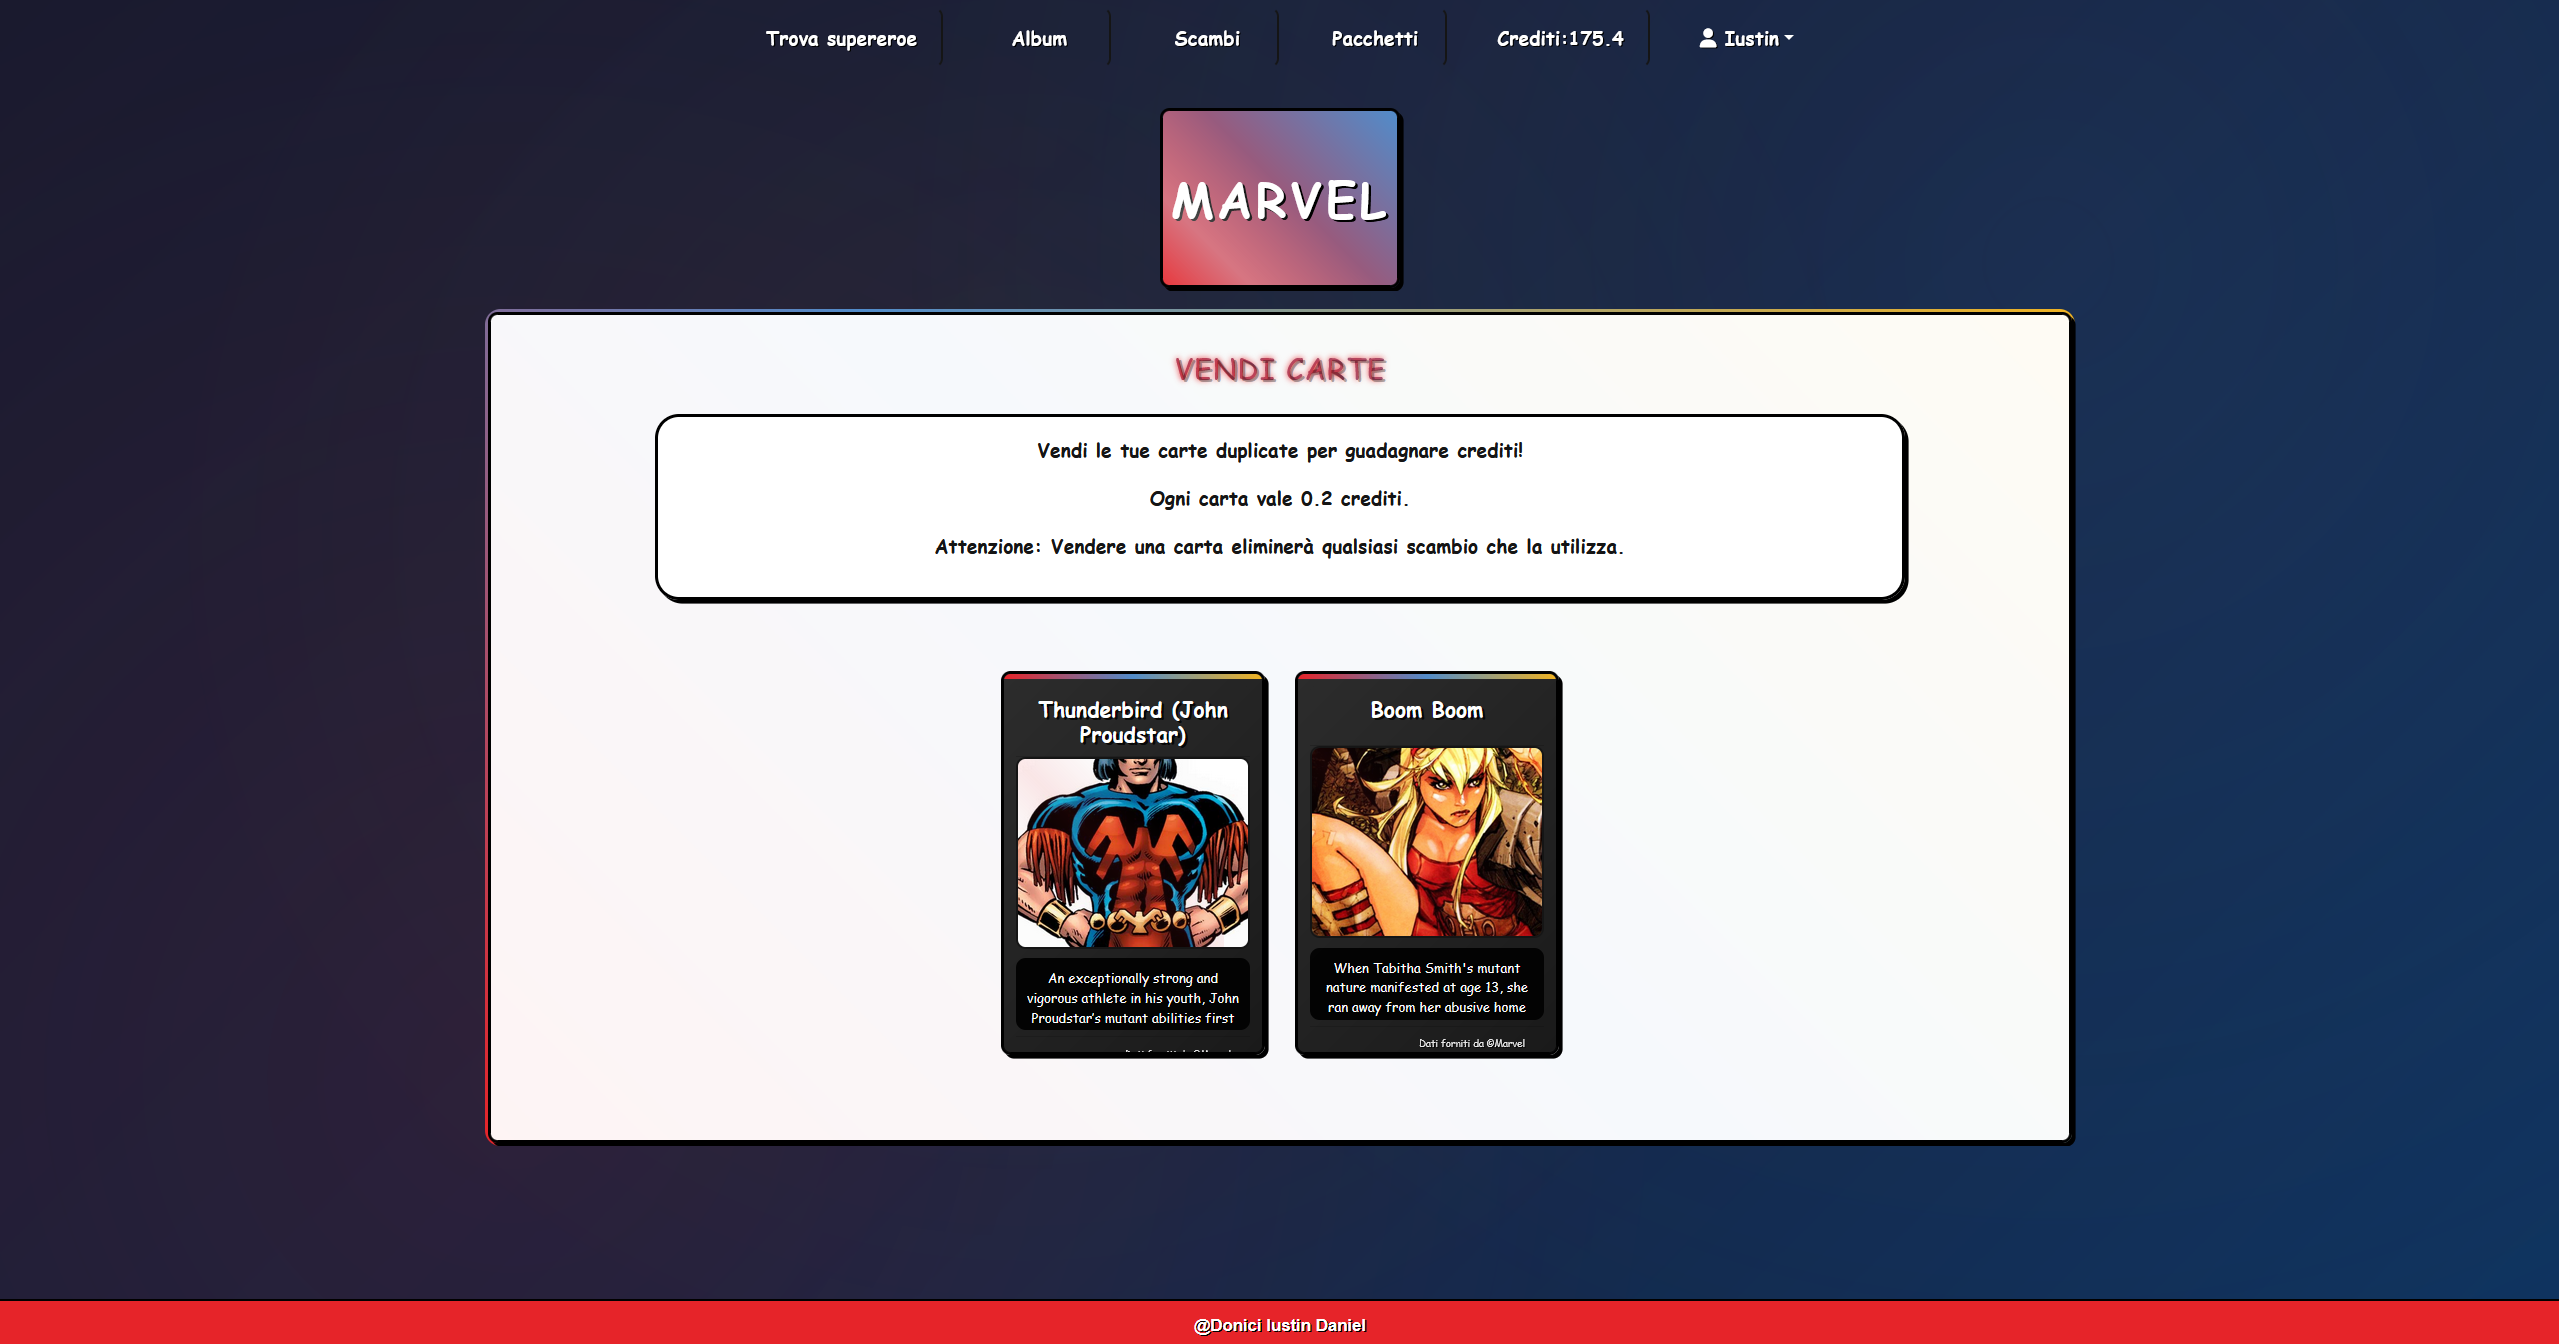 Trova supereroe
Album
Scambi
Pacchetti
Crediti:175.4
Iustin
MARVEL
VENDI CARTE
Vendi le tue carte duplicate per guadagnare crediti!
Ogni carta vale 0.2 crediti.
Attenzione: Vendere una carta eliminerà qualsiasi scambio che la utilizza.
Thunderbird (John
Proudstar)
An exceptionally strong and
vigorous athlete in his youth, John
Proudstar's mutant abilities first
Boom Boom
When Tabitha Smith's mutant
nature manifested at age 13, she
ran away from her abusive home
Dati forniti da ©Marvel
@Donici Iustin Daniel